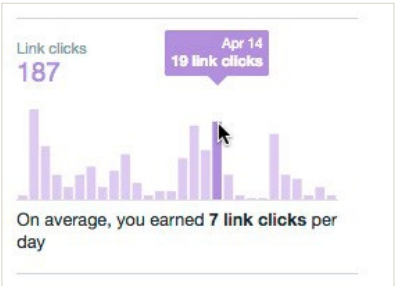 Link clicks
187
Apr 14
19 link clicks
On average, you earned 7 link clicks per
day